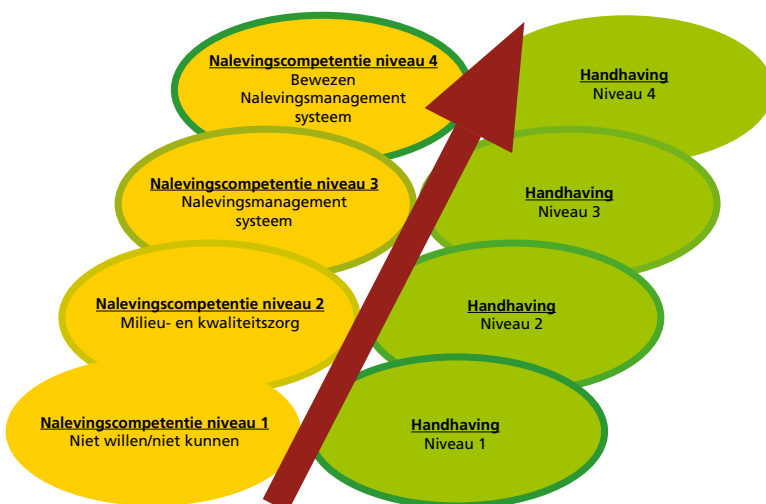 Nalevingscompetentie niveau 4
Bewezen
Nalevingsmanagement
systeem
Handhaving
Niveau 4
Nalevingscompetentie niveau 3
Nalevingsmanagement
systeem
Handhaving
Niveau 3
Nalevingscompetentie niveau 2
Milieu- en kwaliteitszorg
Handhaving
Niveau 2
Nalevingscompetentie niveau 1
Niet willen/niet kunnen
Handhaving
Niveau 1